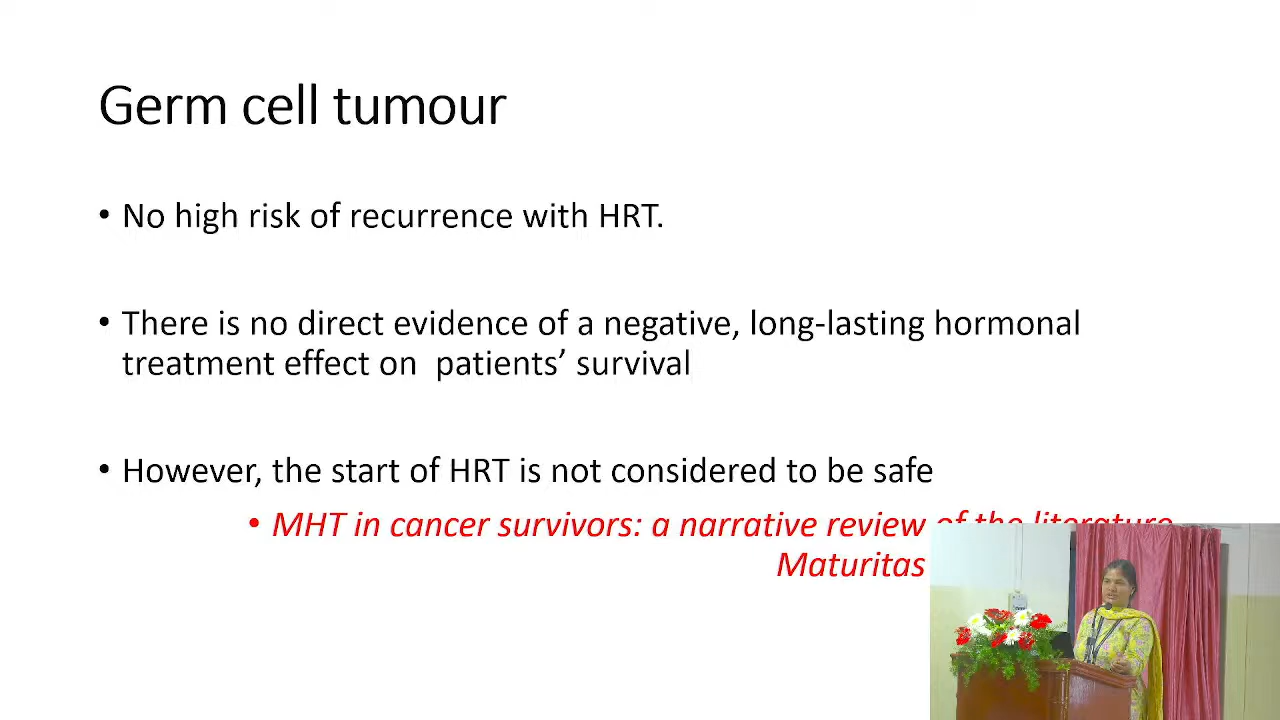 Germ cell tumour
• No high risk of recurrence with HRT.
• There is no direct evidence of a negative, long-lasting hormonal
treatment effect on patients’ survival
• However, the start of HRT is not considered to be safe
• MHT in cancer survivors: a narrative review of the literature
Maturitas